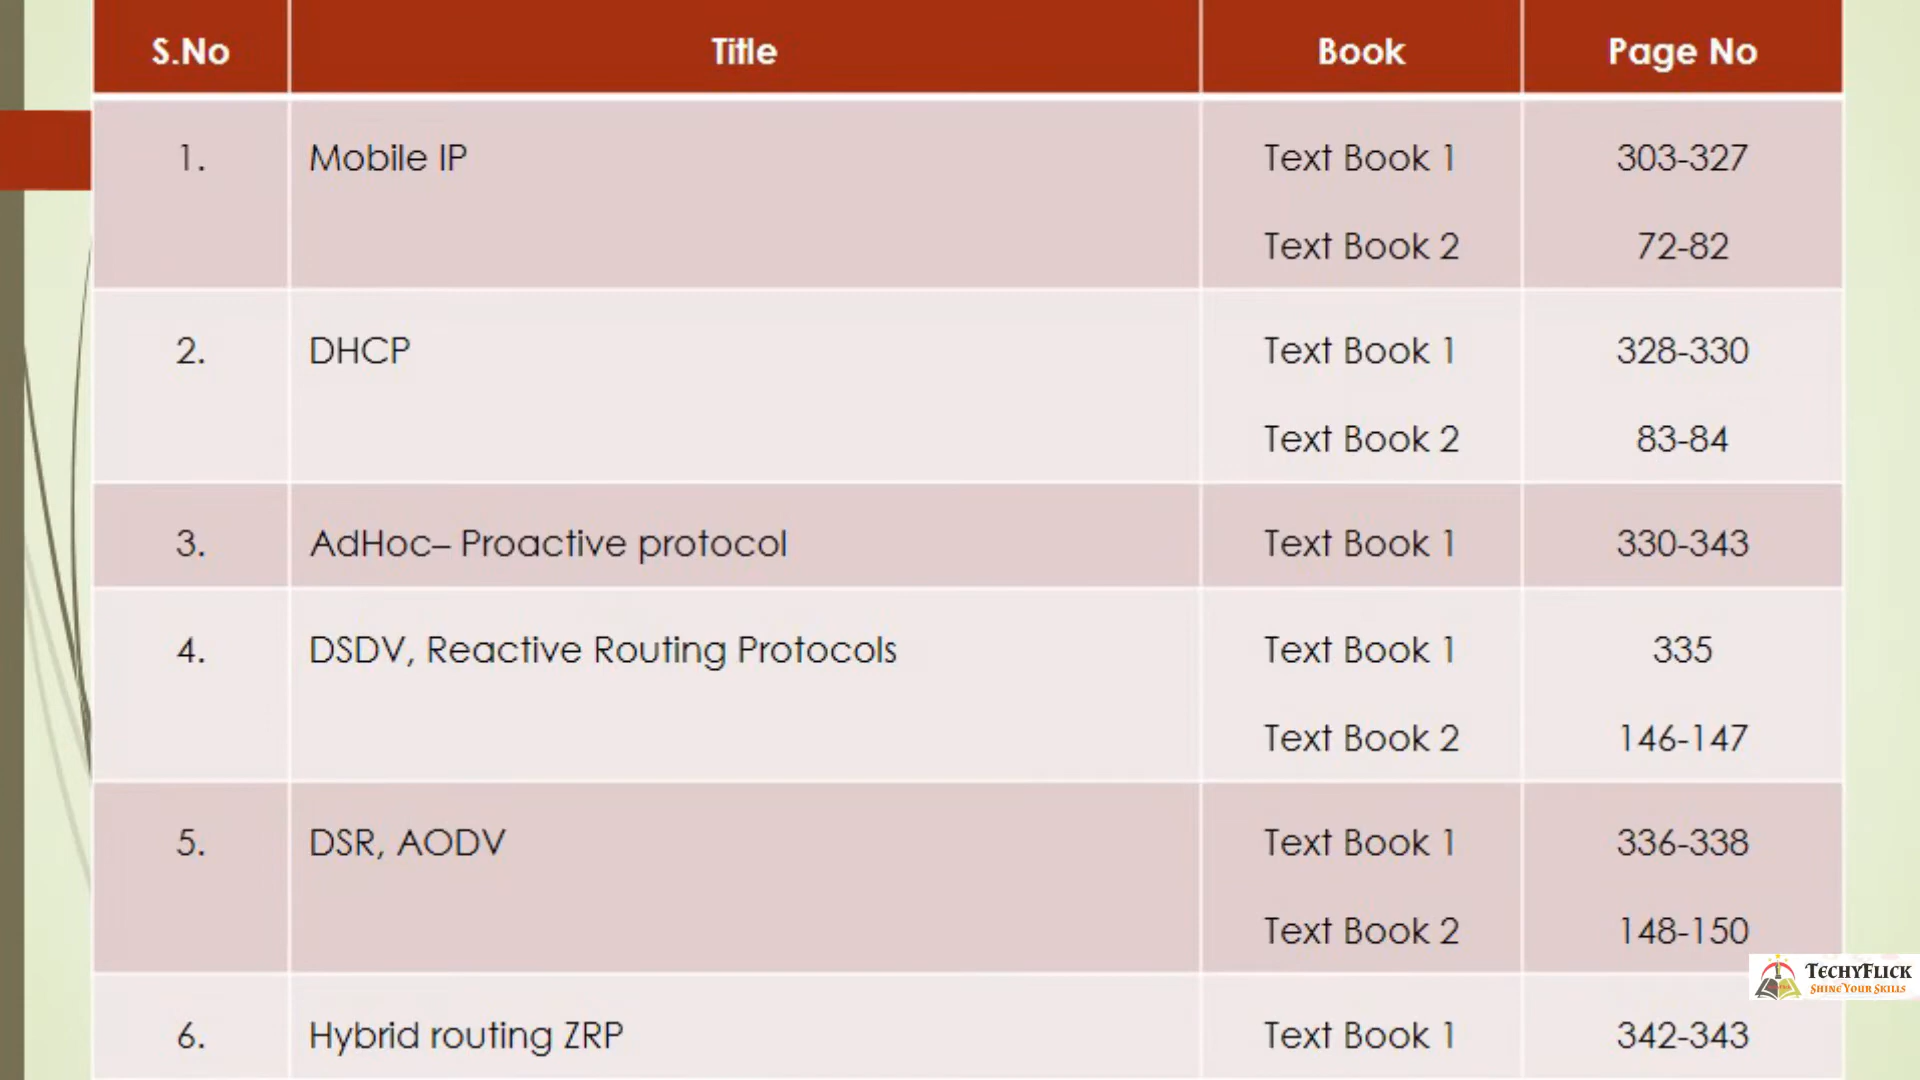 S.No Title Book Page No
1. Mobile IP Text Book 1 303-327
Text Book 2 72-82
2. DHCP Text Book 1 328-330
Text Book 2 83-84
3. AdHoc– Proactive protocol Text Book 1 330-343
4. DSDV, Reactive Routing Protocols Text Book 1 335
Text Book 2 146-147
5. DSR, AODV Text Book 1 336-338
Text Book 2 148-150
TechyFlick
Shine Your Skills
6. Hybrid routing ZRP Text Book 1 342-343